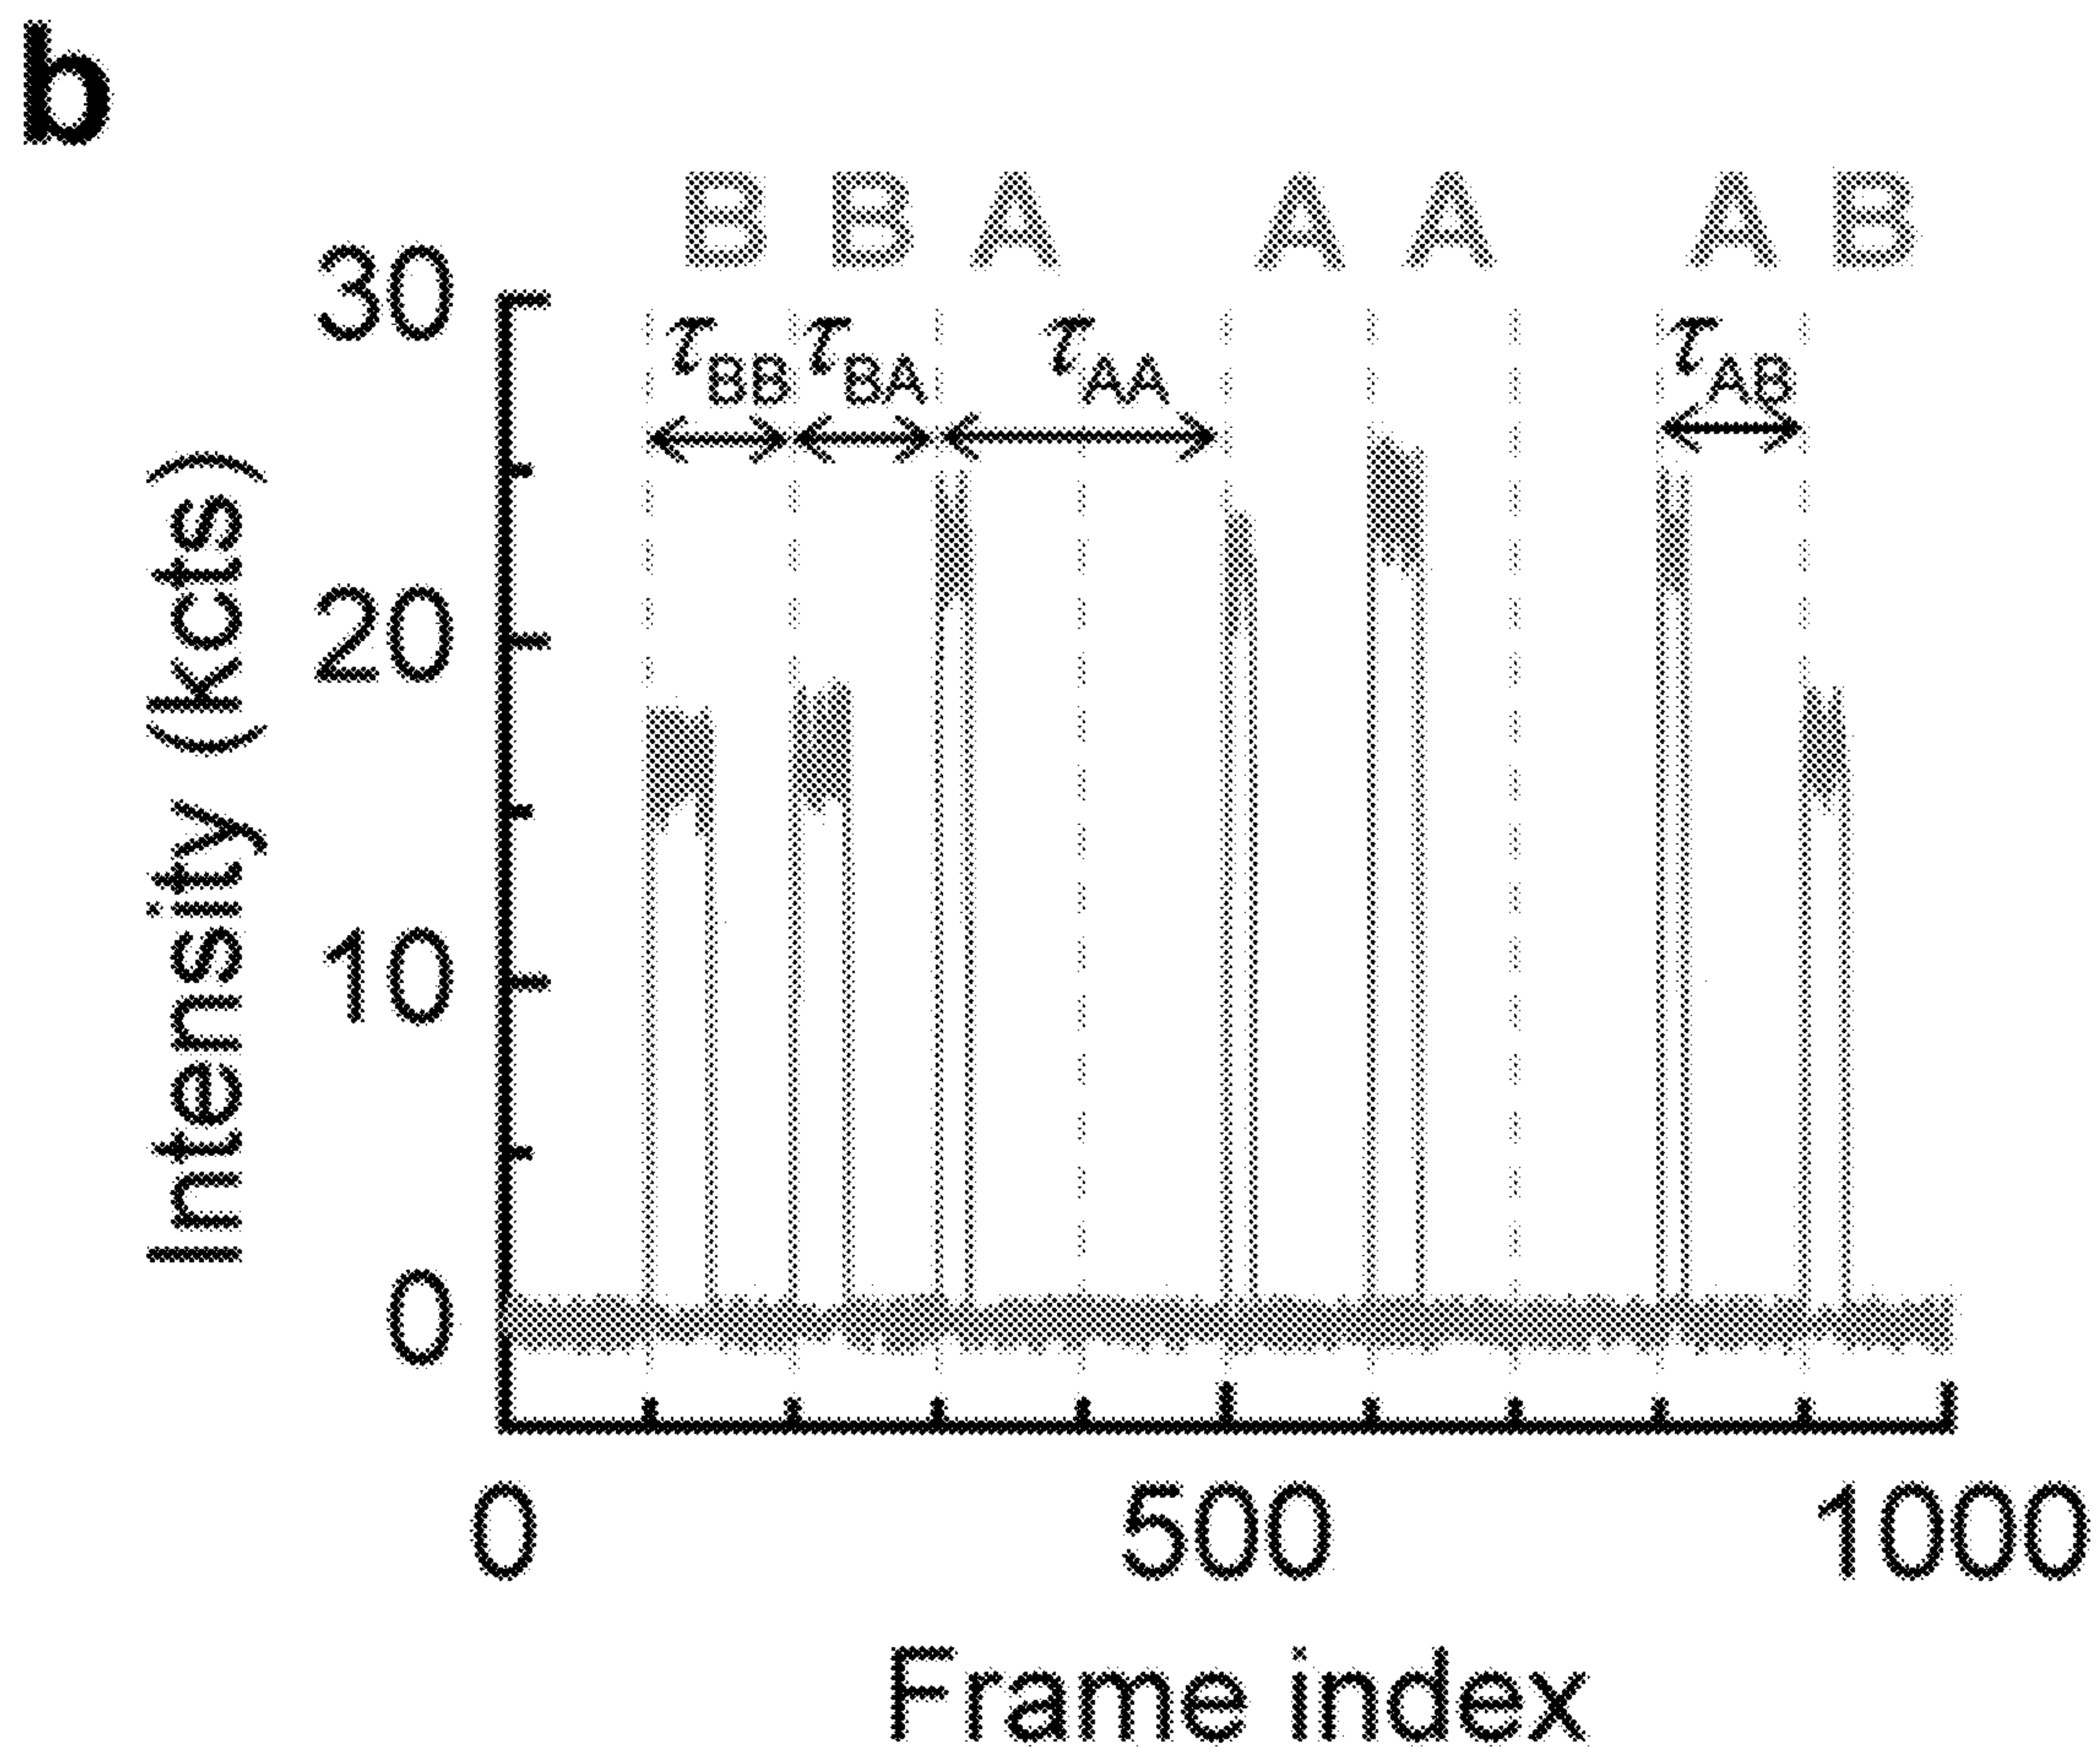 b
B B A A A A B
τBB τBA τAA τAB
30
20
10
0
Intensity (kcts)
0 500 1000
Frame index